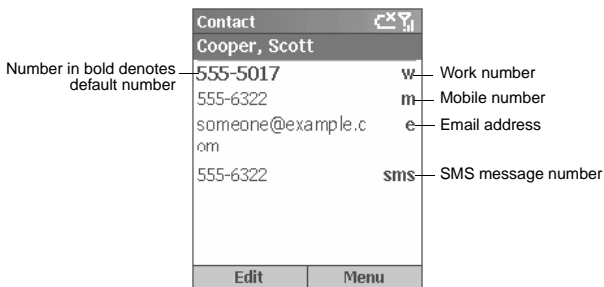 Contact
Cooper, Scott
Number in bold denotes
default number
555-5017 w Work number
555-6322 m Mobile number
someone@example.c e Email address
om
555-6322 sms SMS message number
Edit Menu